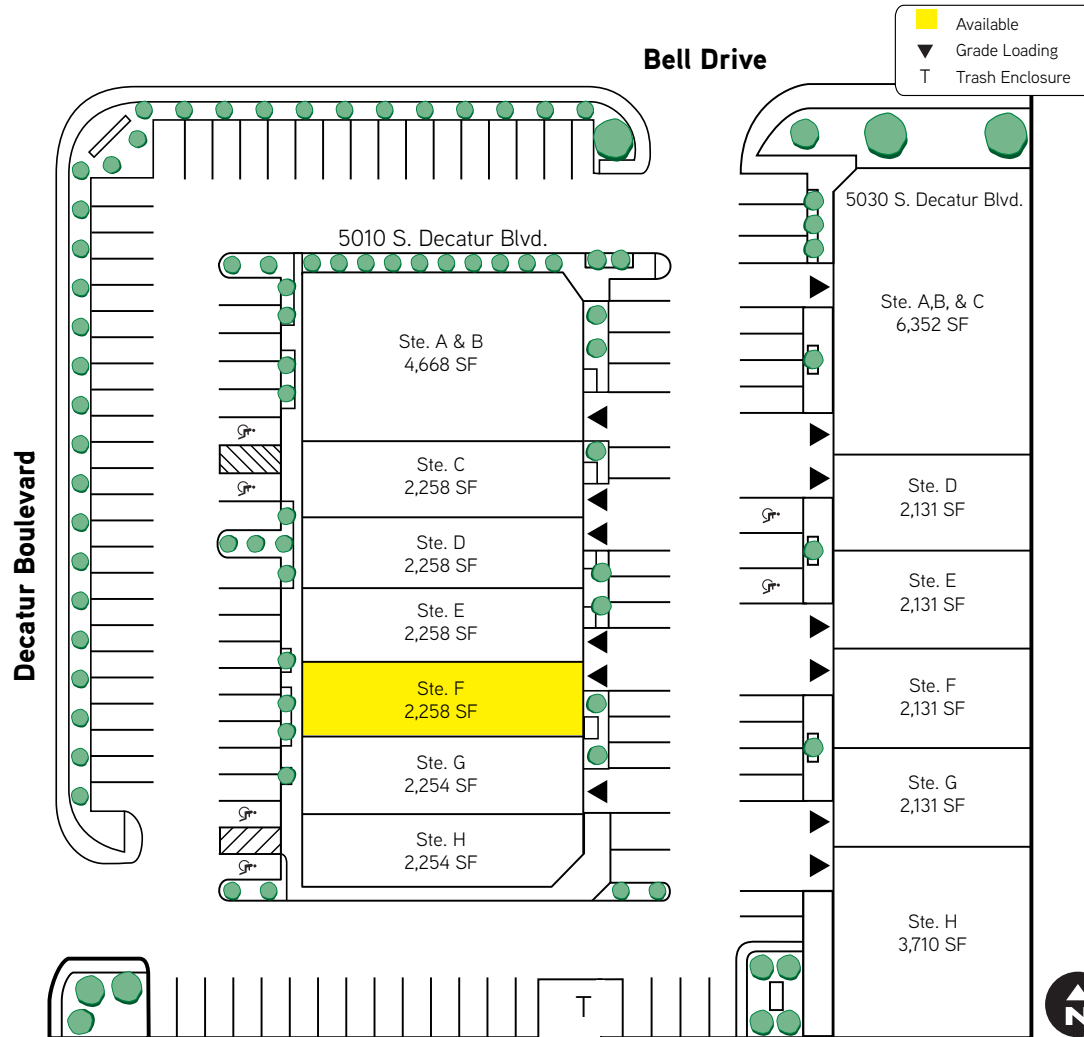 Available
Grade Loading
T Trash Enclosure
Bell Drive
Decatur Boulevard
5010 S. Decatur Blvd.
Ste. A & B
4,668 SF
Ste. C
2,258 SF
Ste. D
2,258 SF
Ste. E
2,258 SF
Ste. F
2,258 SF
Ste. G
2,254 SF
Ste. H
2,254 SF
5030 S. Decatur Blvd.
Ste. A,B, & C
6,352 SF
Ste. D
2,131 SF
Ste. E
2,131 SF
Ste. F
2,131 SF
Ste. G
2,131 SF
Ste. H
3,710 SF
T
N